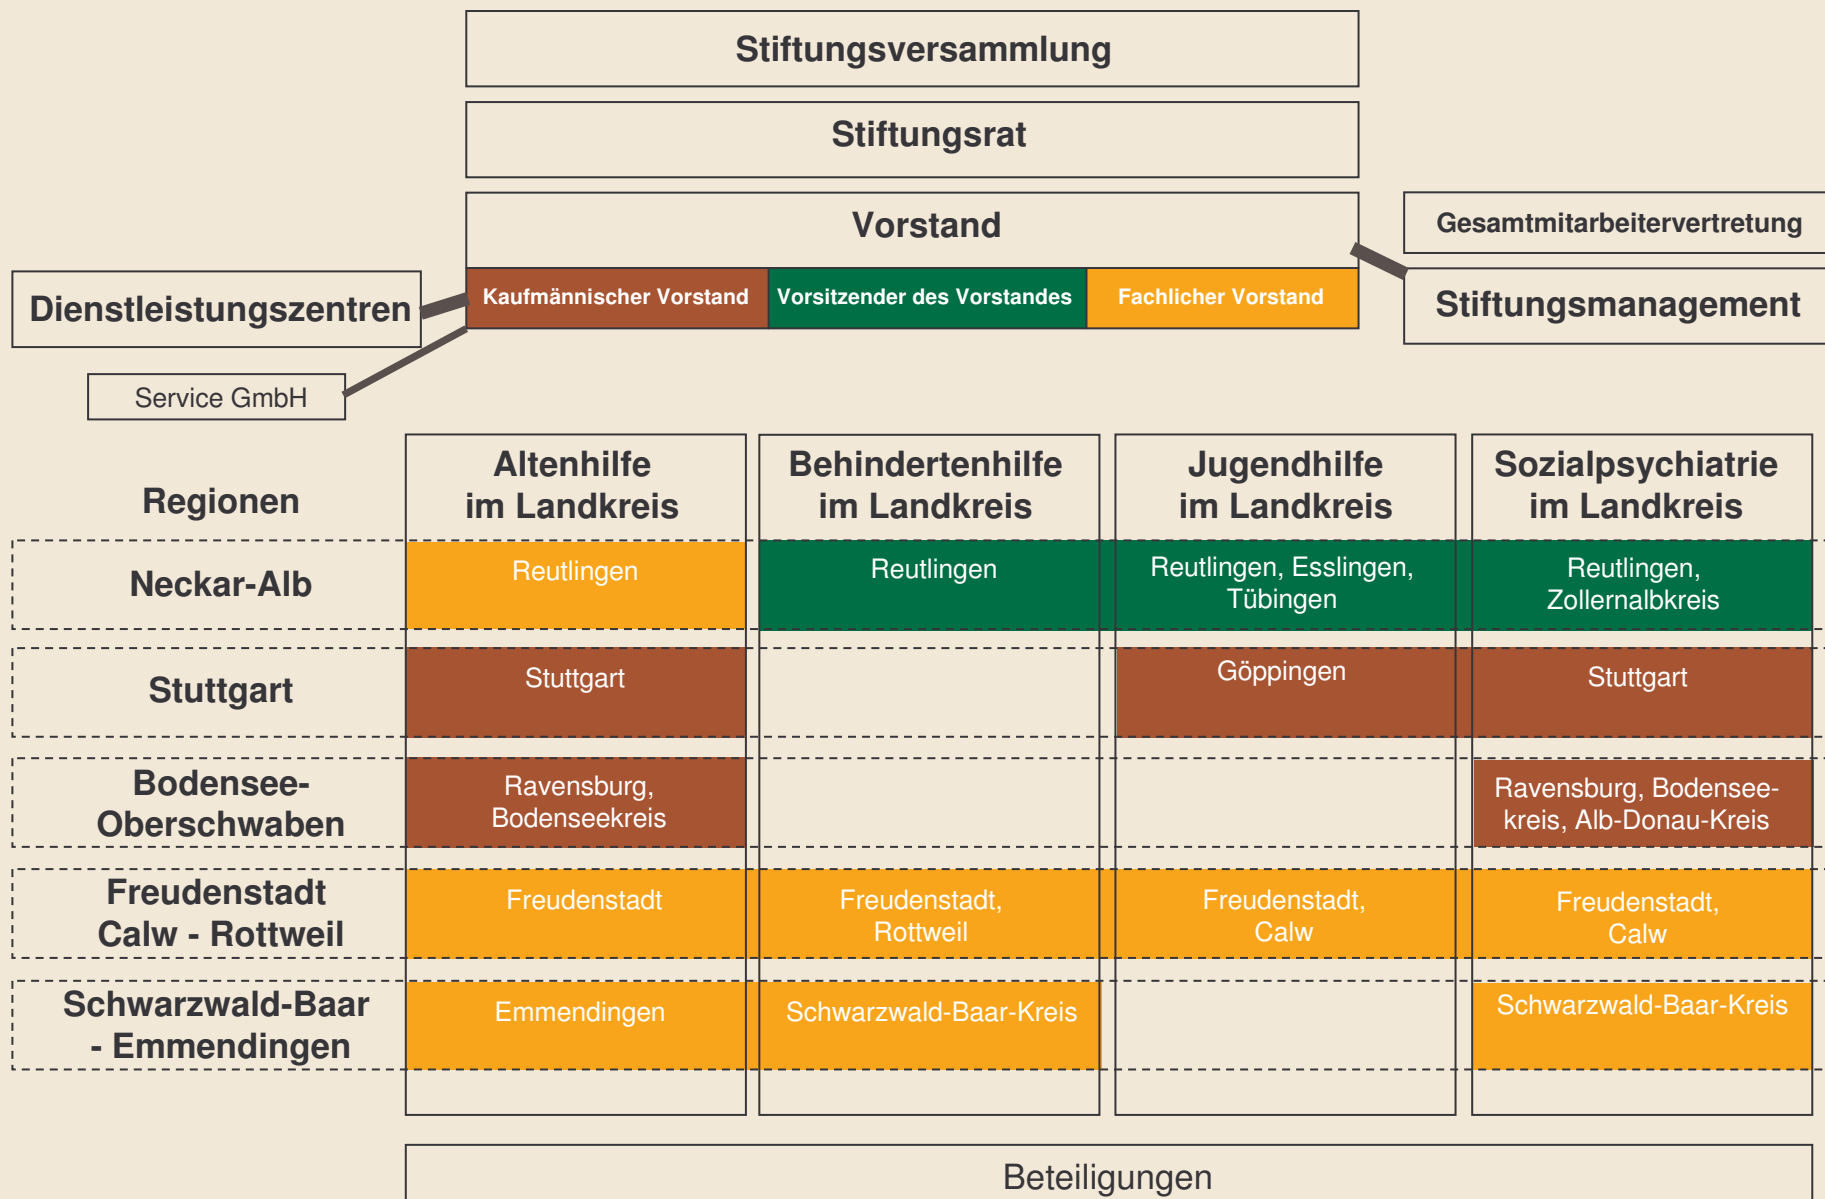 Stiftungsversammlung
Stiftungsrat
Vorstand
Gesamtmitarbeitervertretung
Kaufmännischer Vorstand
Vorsitzender des Vorstandes
Fachlicher Vorstand
Dienstleistungszentren
Stiftungsmanagement
Service GmbH
Regionen
Altenhilfe
im Landkreis
Behindertenhilfe
im Landkreis
Jugendhilfe
im Landkreis
Sozialpsychiatrie
im Landkreis
Neckar-Alb
Reutlingen
Reutlingen
Reutlingen, Esslingen,
Tübingen
Reutlingen,
Zollernalbkreis
Stuttgart
Stuttgart
Göppingen
Stuttgart
Bodensee-
Oberschwaben
Ravensburg,
Bodenseekreis
Ravensburg, Bodensee-
kreis, Alb-Donau-Kreis
Freudenstadt
Calw - Rottweil
Freudenstadt
Freudenstadt,
Rottweil
Freudenstadt,
Calw
Freudenstadt,
Calw
Schwarzwald-Baar
- Emmendingen
Emmendingen
Schwarzwald-Baar-Kreis
Schwarzwald-Baar-Kreis
Beteiligungen